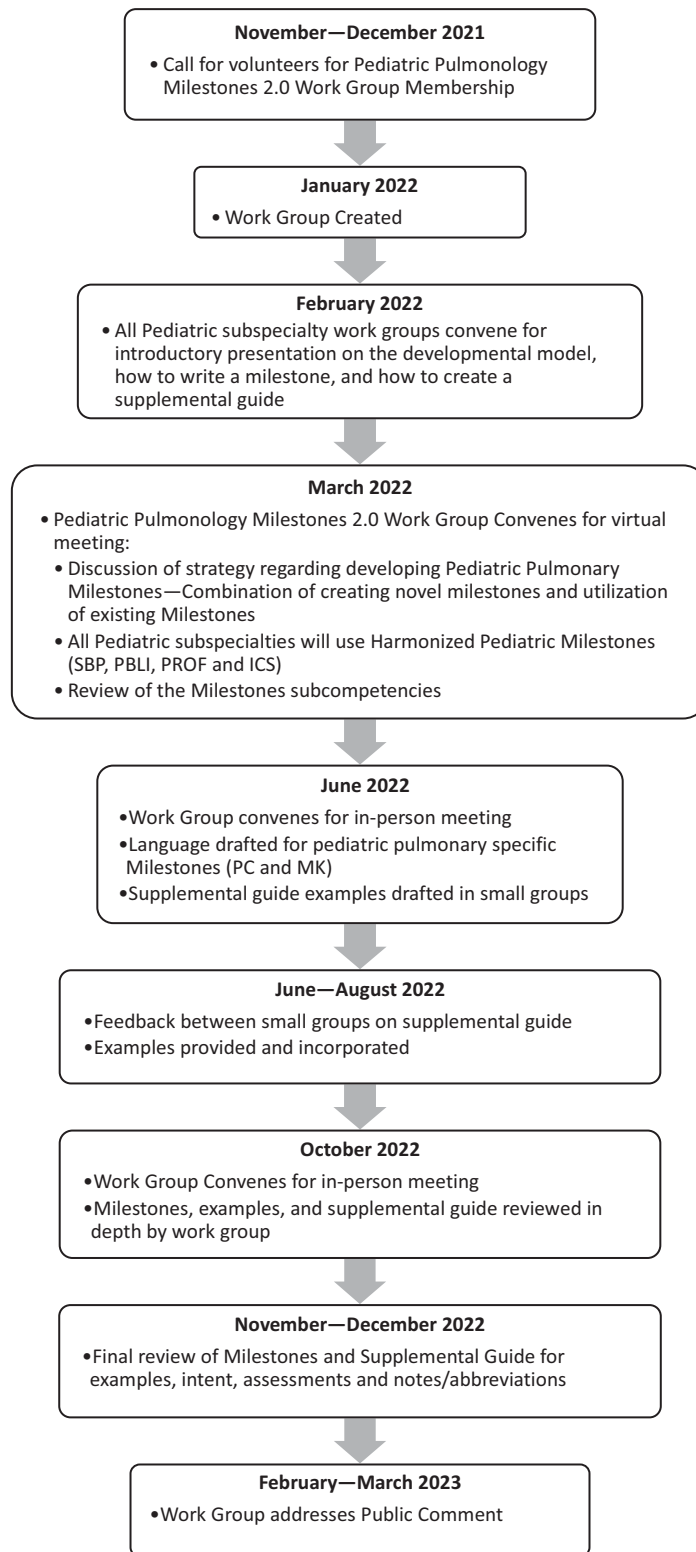 November—December 2021
• Call for volunteers for Pediatric Pulmonology
Milestones 2.0 Work Group Membership
January 2022
• Work Group Created
February 2022
• All Pediatric subspecialty work groups convene for
introductory presentation on the developmental model,
how to write a milestone, and how to create a
supplemental guide
March 2022
• Pediatric Pulmonology Milestones 2.0 Work Group Convenes for virtual
meeting:
• Discussion of strategy regarding developing Pediatric Pulmonary
Milestones—Combination of creating novel milestones and utilization
of existing Milestones
• All Pediatric subspecialties will use Harmonized Pediatric Milestones
(SBP, PBLI, PROF and ICS)
• Review of the Milestones subcompetencies
June 2022
•Work Group convenes for in-person meeting
•Language drafted for pediatric pulmonary specific
Milestones (PC and MK)
•Supplemental guide examples drafted in small groups
June—August 2022
•Feedback between small groups on supplemental guide
•Examples provided and incorporated
October 2022
•Work Group Convenes for in-person meeting
•Milestones, examples, and supplemental guide reviewed in
depth by work group
November—December 2022
•Final review of Milestones and Supplemental Guide for
examples, intent, assessments and notes/abbreviations
February—March 2023
•Work Group addresses Public Comment